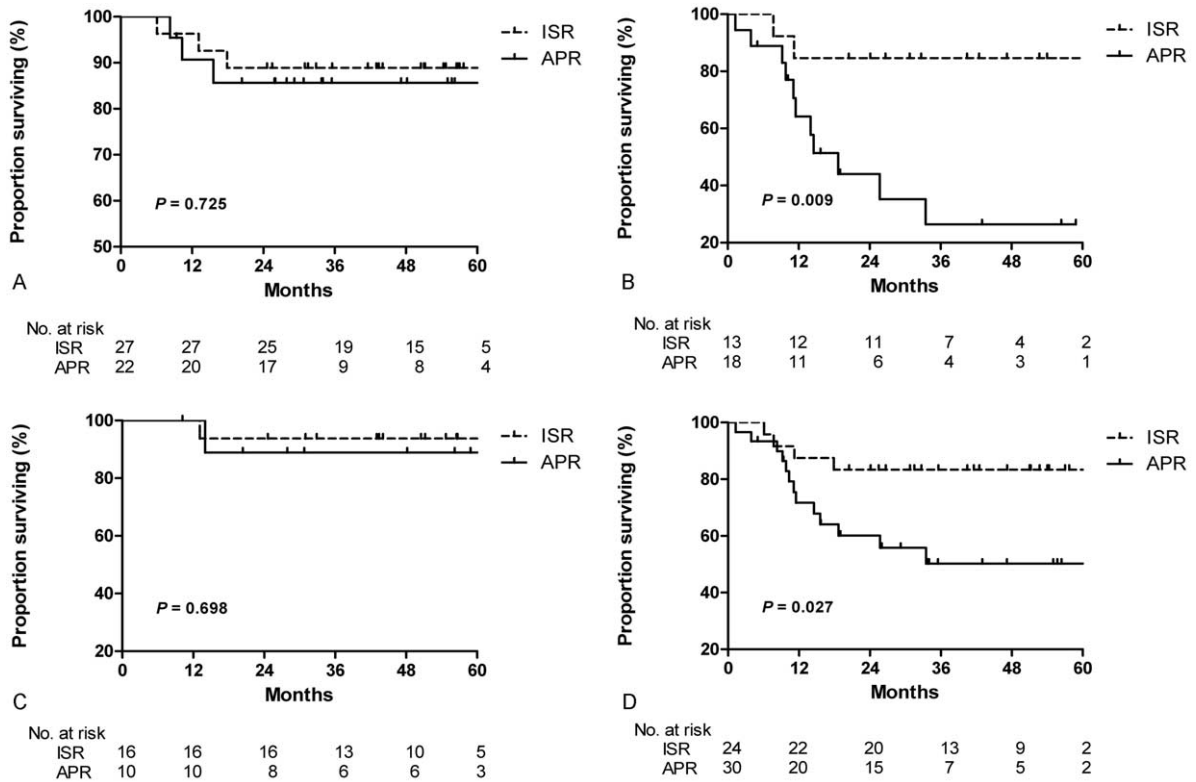 Proportion surviving (%)
100
90
80
70
60
50
ISR
APR
P = 0.725
0 12 24 36 48 60
Months
A
No. at risk
ISR 27 27 25 19 15 5
APR 22 20 17 9 8 4
Proportion surviving (%)
100
80
60
40
20
ISR
APR
P = 0.009
0 12 24 36 48 60
Months
B
No. at risk
ISR 13 12 11 7 4 2
APR 18 11 6 4 3 1
Proportion surviving (%)
100
80
60
40
20
ISR
APR
P = 0.698
0 12 24 36 48 60
Months
C
No. at risk
ISR 16 16 16 13 10 5
APR 10 10 8 6 6 3
Proportion surviving (%)
100
80
60
40
20
ISR
APR
P = 0.027
0 12 24 36 48 60
Months
D
No. at risk
ISR 24 22 20 13 9 2
APR 30 20 15 7 5 2